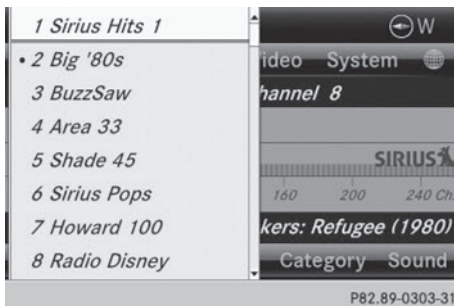 1 Sirius Hits 1
W
• 2 Big '80s
ideo System
3 BuzzSaw
hannel 8
4 Area 33
5 Shade 45
SIRIUS
6 Sirius Pops
160 200 240 Ch.
7 Howard 100
kers: Refugee (1980)
8 Radio Disney
Category Sound
P82.89-0303-31